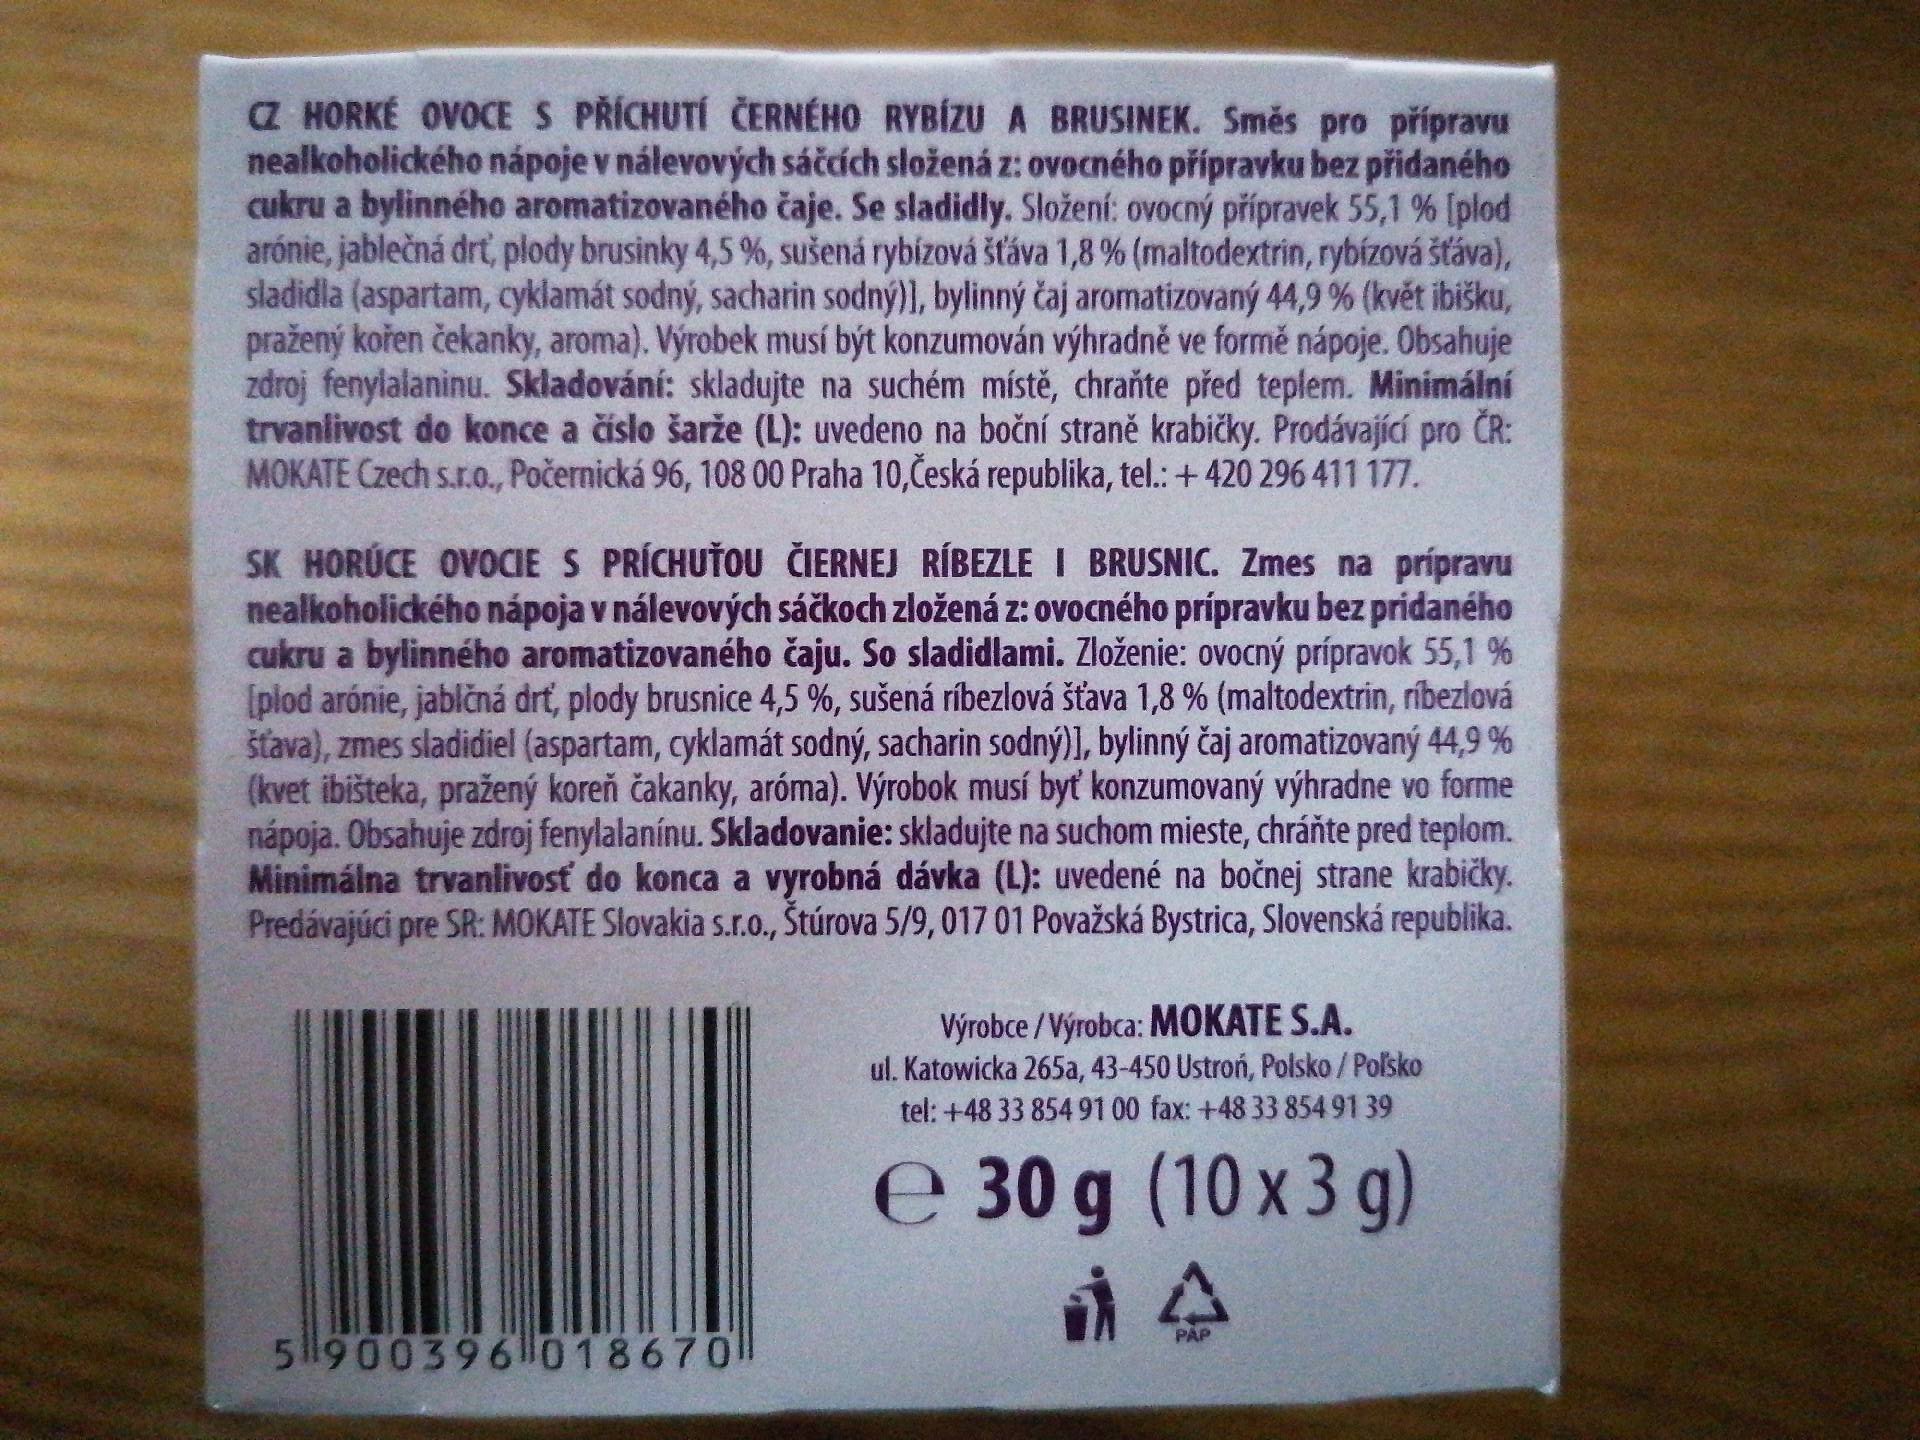 CZ HORKÉ OVOCE S PŘÍCHUTÍ ČERNÉHO RYBÍZU A BRUSINEK. Směs pro přípravu
nealkoholického nápoje v nálevových sáčcích složená z: ovocného přípravku bez přidaného
cukru a bylinného aromatizovaného čaje. Se sladidly. Složení: ovocný přípravek 55,1 % [plod
arónie, jablečná drť, plody brusinky 4,5 %, sušená rybízová šťáva 1,8 % (maltodextrin, rybízová šťáva),
sladidla (aspartam, cyklamát sodný, sacharin sodný)], bylinný čaj aromatizovaný 44,9 % (květ ibišku,
pražený kořen čekanky, aroma). Výrobek musí být konzumován výhradně ve formě nápoje. Obsahuje
zdroj fenylalaninu. Skladování: skladujte na suchém místě, chraňte před teplem. Minimální
trvanlivost do konce a číslo šarže (L): uvedeno na boční straně krabičky. Prodávající pro ČR:
MOKATE Czech s.r.o., Počernická 96, 108 00 Praha 10,Česká republika, tel.: + 420 296 411 177.
SK HORÚCE OVOCIE S PRÍCHUŤOU ČIERNEJ RÍBEZLE I BRUSNIC. Zmes na prípravu
nealkoholického nápoja v nálevových sáčkoch zložená z: ovocného prípravku bez pridaného
cukru a bylinného aromatizovaného čaju. So sladidlami. Zloženie: ovocný prípravok 55,1 %
[plod arónie, jablčná drť, plody brusnice 4,5 %, sušená ríbezlová šťava 1,8 % (maltodextrin, ríbezlová
šťava), zmes sladidiel (aspartam, cyklamát sodný, sacharin sodný)], bylinný čaj aromatizovaný 44,9 %
(kvet ibišteka, pražený koreň čakanky, aróma). Výrobok musí byť konzumovaný výhradne vo forme
nápoja. Obsahuje zdroj fenylalanínu. Skladovanie: skladujte na suchom mieste, chráňte pred teplom.
Minimálna trvanlivosť do konca a vyrobná dávka (L): uvedené na bočnej strane krabičky.
Predávajúci pre SR: MOKATE Slovakia s.r.o., Štúrova 5/9, 017 01 Považská Bystrica, Slovenská republika.
Výrobce / Výrobca: MOKATE S.A.
ul. Katowicka 265a, 43-450 Ustroń, Polsko / Poľsko
tel: +48 33 854 91 00 fax: +48 33 854 91 39
e 30 g (10 x 3 g)
PAP
5 900396 018670